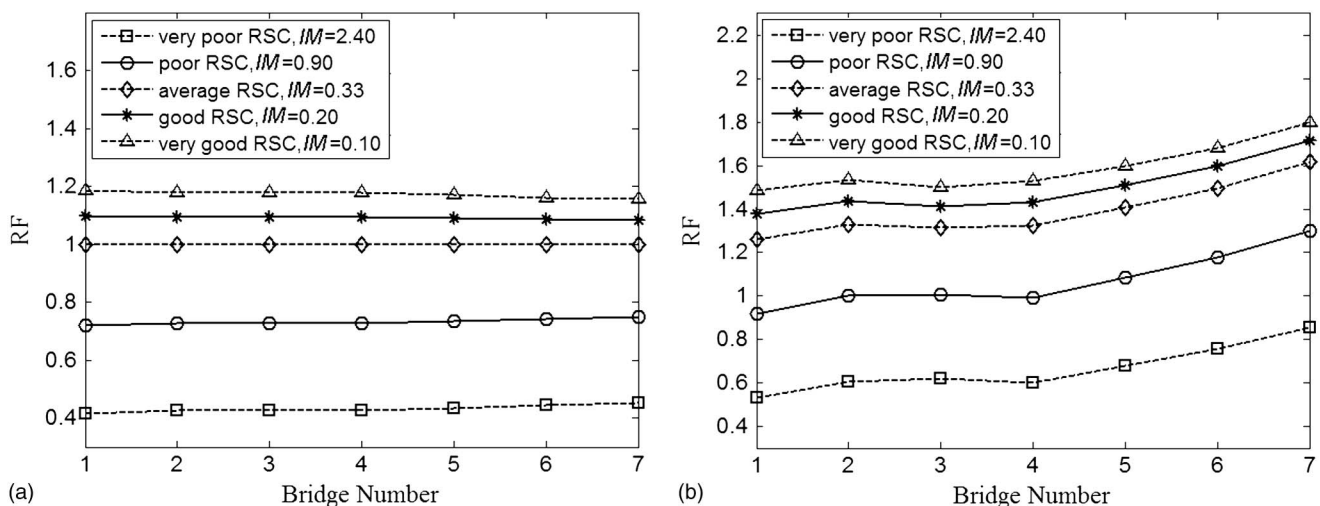 1.6
1.4
1.2
1
0.8
0.6
0.4
RF
very poor RSC, IM=2.40
poor RSC, IM=0.90
average RSC, IM=0.33
good RSC, IM=0.20
very good RSC, IM=0.10
1 2 3 4 5 6 7
Bridge Number
(a)
2.2
2
1.8
1.6
1.4
1.2
1
0.8
0.6
0.4
RF
very poor RSC, IM=2.40
poor RSC, IM=0.90
average RSC, IM=0.33
good RSC, IM=0.20
very good RSC, IM=0.10
1 2 3 4 5 6 7
Bridge Number
(b)